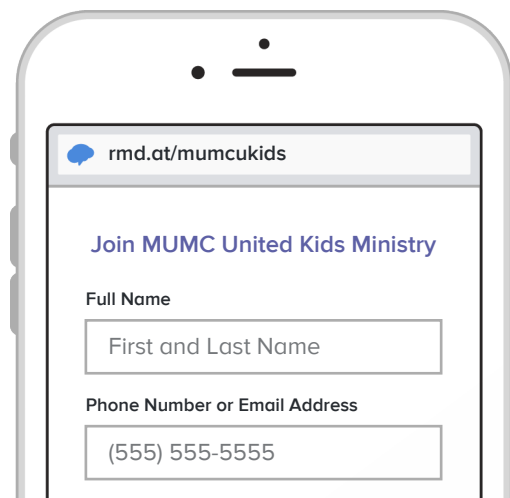 rmd.at/mumcukids
Join MUMC United Kids Ministry
Full Name
First and Last Name
Phone Number or Email Address
(555) 555-5555